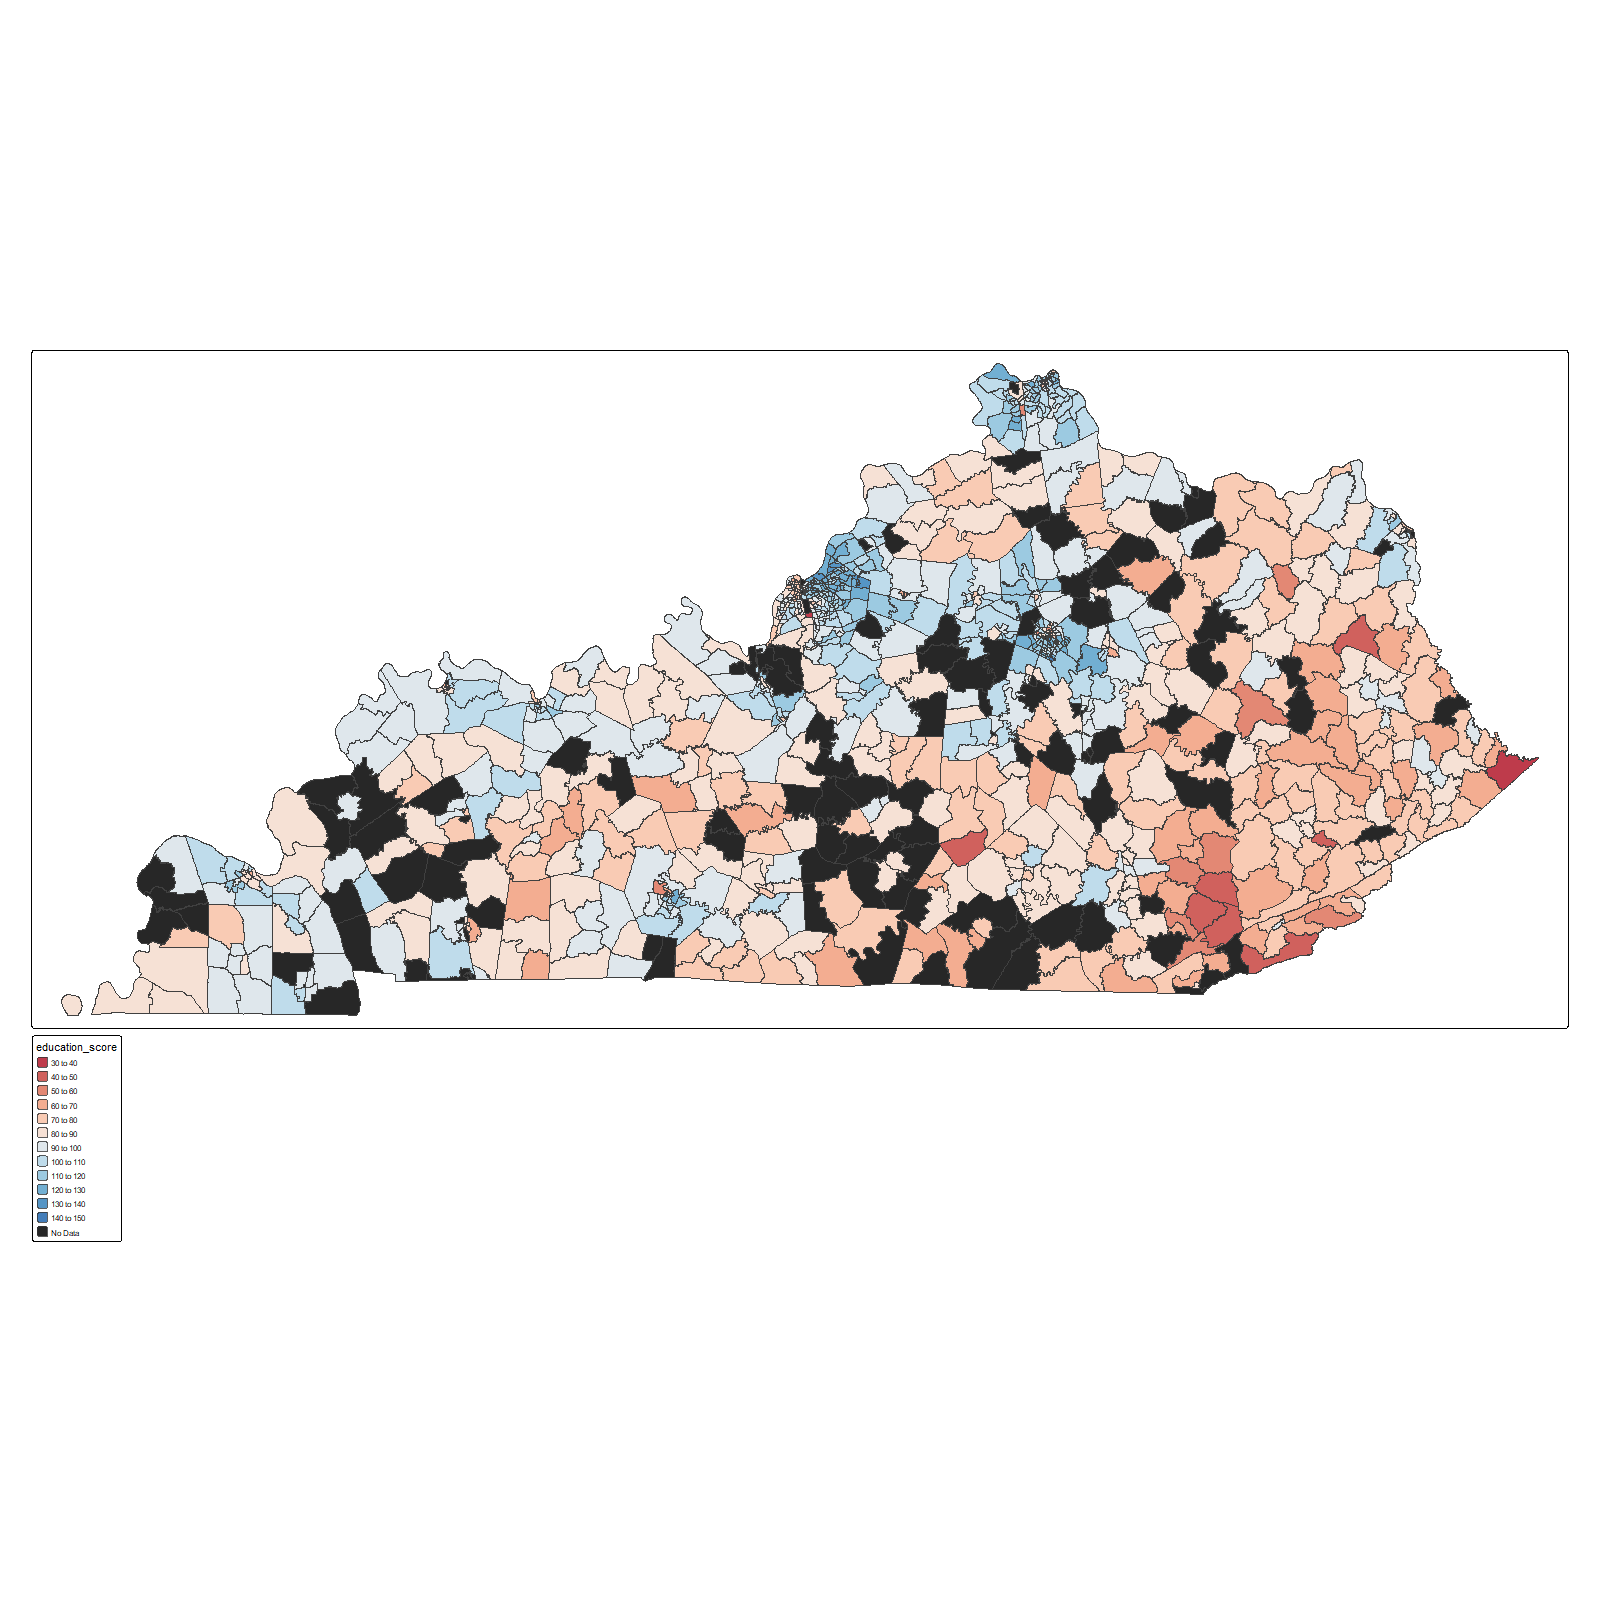 education_score
30 to 40
40 to 50
50 to 60
60 to 70
70 to 80
80 to 90
90 to 100
100 to 110
110 to 120
120 to 130
130 to 140
140 to 150
No Data